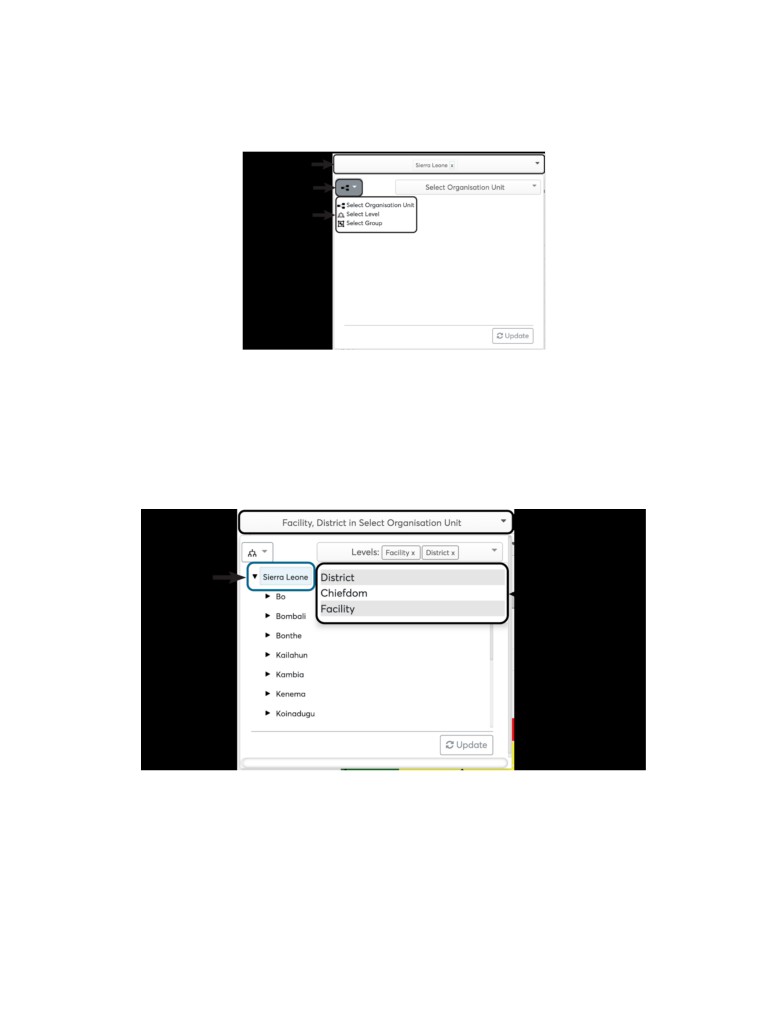 Sierra Leone x
Select Organisation Unit
Select Organisation Unit
Select Level
Select Group
Update
Facility, District in Select Organisation Unit
Levels: Facility x District x
Sierra Leone
District
Chiefdom
Facility
Bo
Bombali
Bonthe
Kailahun
Kambia
Kenema
Koinadugu
Update